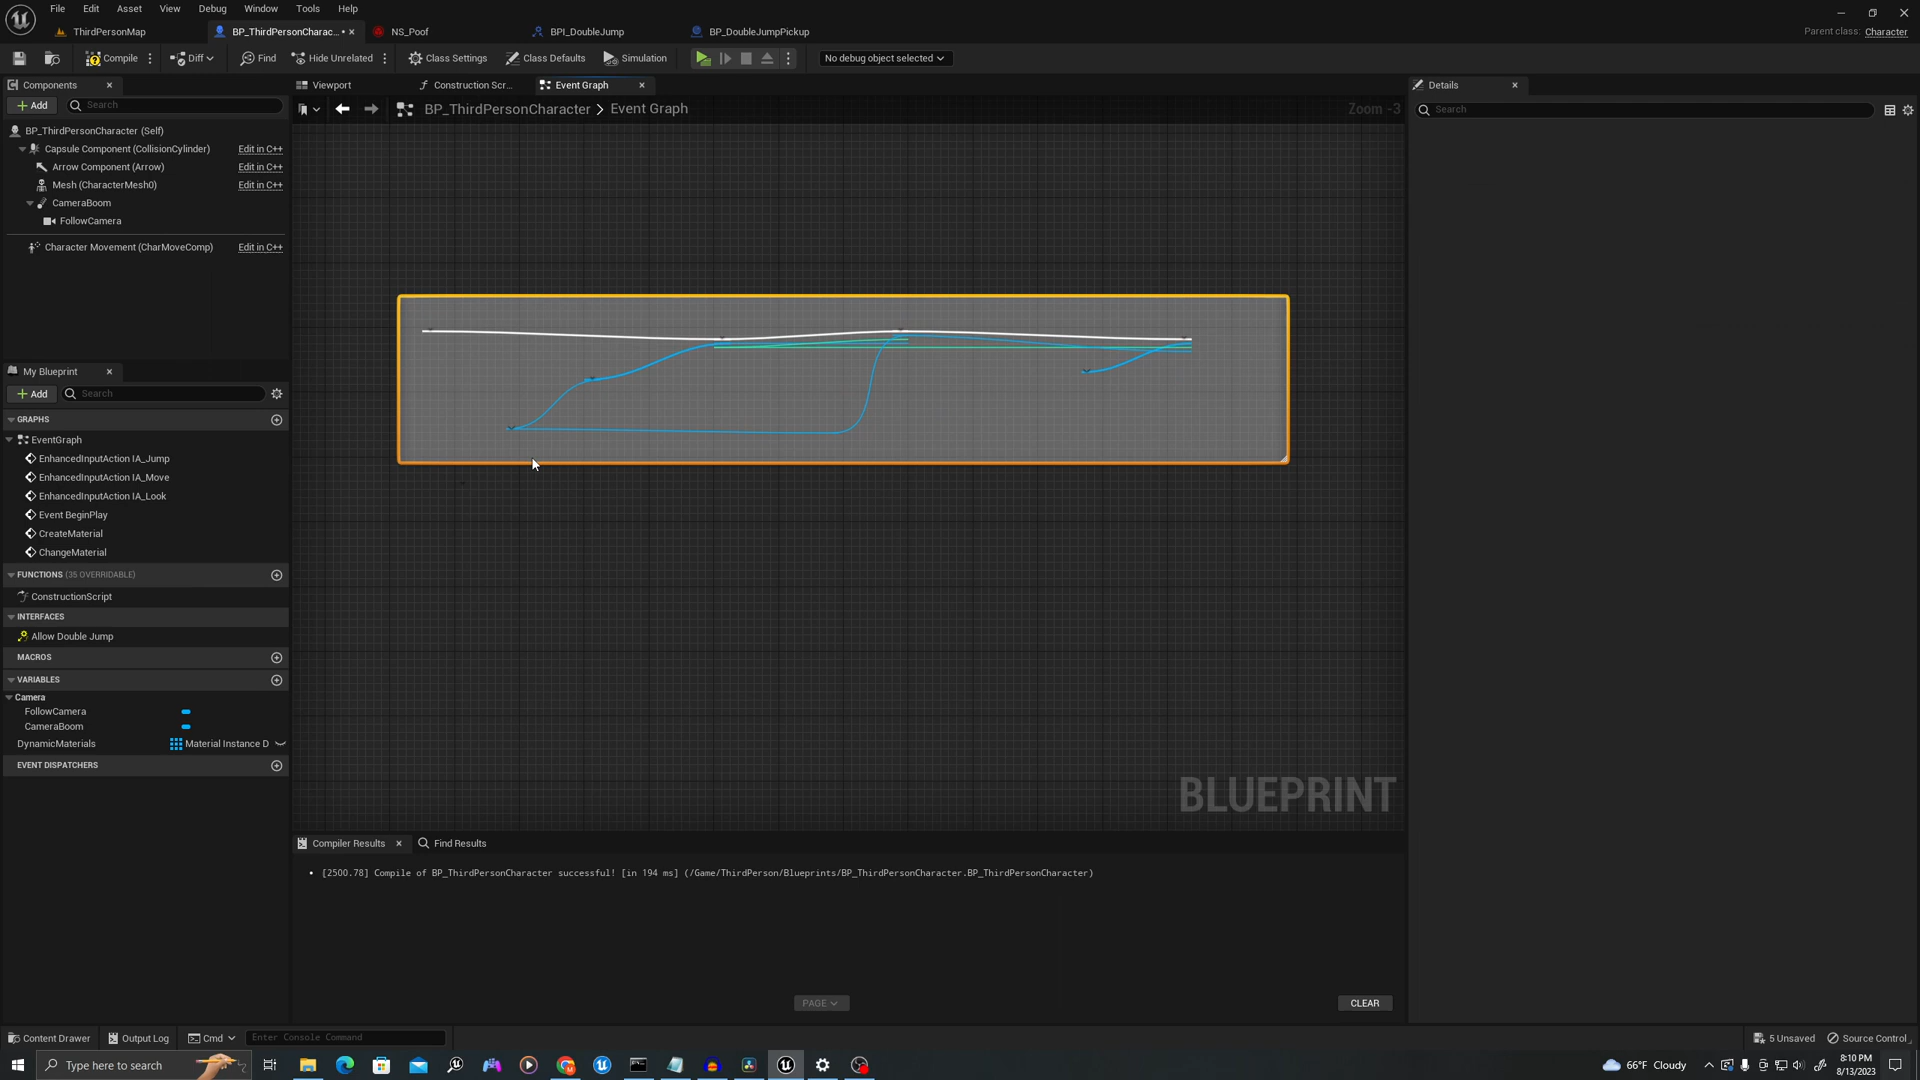 File Edit Asset View Debug Window Tools Help
ThirdPersonMap BP_ThirdPersonCharac... • × NS_Poof BPI_DoubleJump BP_DoubleJumpPickup
Parent class: Character
Compile Diff Find Hide Unrelated Class Settings Class Defaults Simulation No debug object selected
Components × Viewport Construction Scr... Event Graph × Details ×
+ Add Search
BP_ThirdPersonCharacter > Event Graph
Zoom -3
Search
BP_ThirdPersonCharacter (Self)
Capsule Component (CollisionCylinder) Edit in C++
Arrow Component (Arrow) Edit in C++
Mesh (CharacterMesh0) Edit in C++
CameraBoom
FollowCamera
Character Movement (CharMoveComp) Edit in C++
My Blueprint ×
+ Add Search
GRAPHS
EventGraph
EnhancedInputAction IA_Jump
EnhancedInputAction IA_Move
EnhancedInputAction IA_Look
Event BeginPlay
CreateMaterial
ChangeMaterial
FUNCTIONS (35 OVERRIDABLE)
ConstructionScript
INTERFACES
Allow Double Jump
MACROS
VARIABLES
Camera
FollowCamera
CameraBoom
DynamicMaterials Material Instance D
EVENT DISPATCHERS
BLUEPRINT
Compiler Results × Find Results
• [2500.78] Compile of BP_ThirdPersonCharacter successful! [in 194 ms] (/Game/ThirdPerson/Blueprints/BP_ThirdPersonCharacter.BP_ThirdPersonCharacter)
PAGE
CLEAR
Content Drawer Output Log Cmd Enter Console Command
5 Unsaved Source Control
Type here to search
66°F Cloudy
8:10 PM
8/13/2023